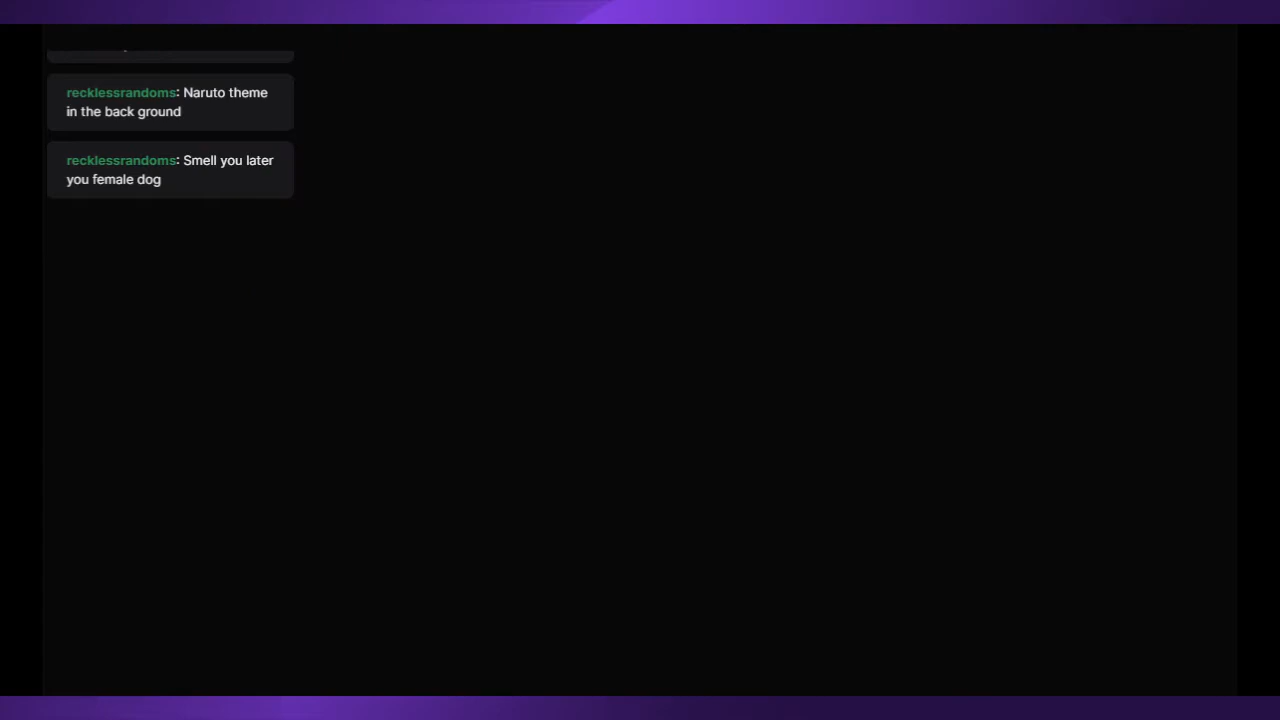 recklessrandoms: Naruto theme
in the back ground
recklessrandoms: Smell you later
you female dog